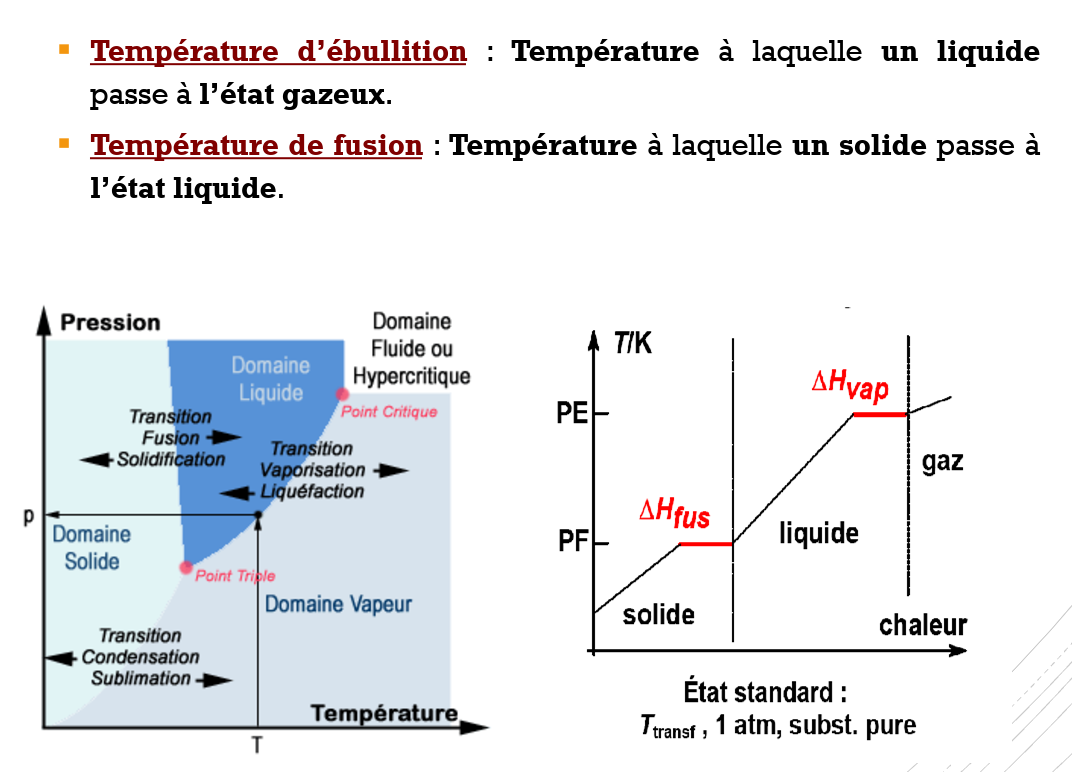 Température d’ébullition : Température à laquelle un liquide
passe à l’état gazeux.
Température de fusion : Température à laquelle un solide passe à
l’état liquide.
Pression
Domaine
Fluide ou
Hypercritique
Domaine
Liquide
Point Critique
Transition
Fusion
Solidification
Transition
Vaporisation
Liquéfaction
p
Domaine
Solide
Point Triple
Domaine Vapeur
Transition
Condensation
Sublimation
Température
T
T/K
ΔHvap
PE
gaz
ΔHfus
PF
liquide
solide
chaleur
État standard :
Ttransf , 1 atm, subst. pure